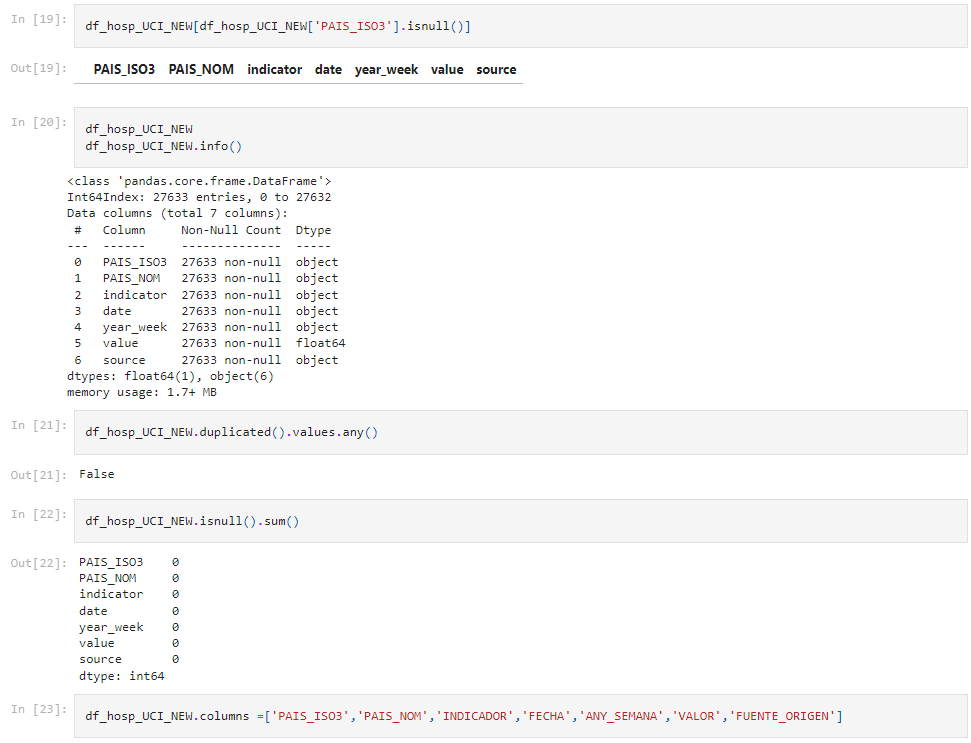 In [19]: df_hosp_UCI_NEW[df_hosp_UCI_NEW['PAIS_ISO3'].isnull()]
Out[19]: PAIS_ISO3 PAIS_NOM indicator date year_week value source
In [20]: df_hosp_UCI_NEW
df_hosp_UCI_NEW.info()
<class 'pandas.core.frame.DataFrame'>
Int64Index: 27633 entries, 0 to 27632
Data columns (total 7 columns):
 #   Column     Non-Null Count  Dtype
---  ------     --------------  -----
 0   PAIS_ISO3  27633 non-null  object
 1   PAIS_NOM   27633 non-null  object
 2   indicator  27633 non-null  object
 3   date       27633 non-null  object
 4   year_week  27633 non-null  object
 5   value      27633 non-null  float64
 6   source     27633 non-null  object
dtypes: float64(1), object(6)
memory usage: 1.7+ MB
In [21]: df_hosp_UCI_NEW.duplicated().values.any()
Out[21]: False
In [22]: df_hosp_UCI_NEW.isnull().sum()
Out[22]: PAIS_ISO3    0
PAIS_NOM     0
indicator    0
date         0
year_week    0
value        0
source       0
dtype: int64
In [23]: df_hosp_UCI_NEW.columns =['PAIS_ISO3','PAIS_NOM','INDICADOR','FECHA','ANY_SEMANA','VALOR','FUENTE_ORIGEN']